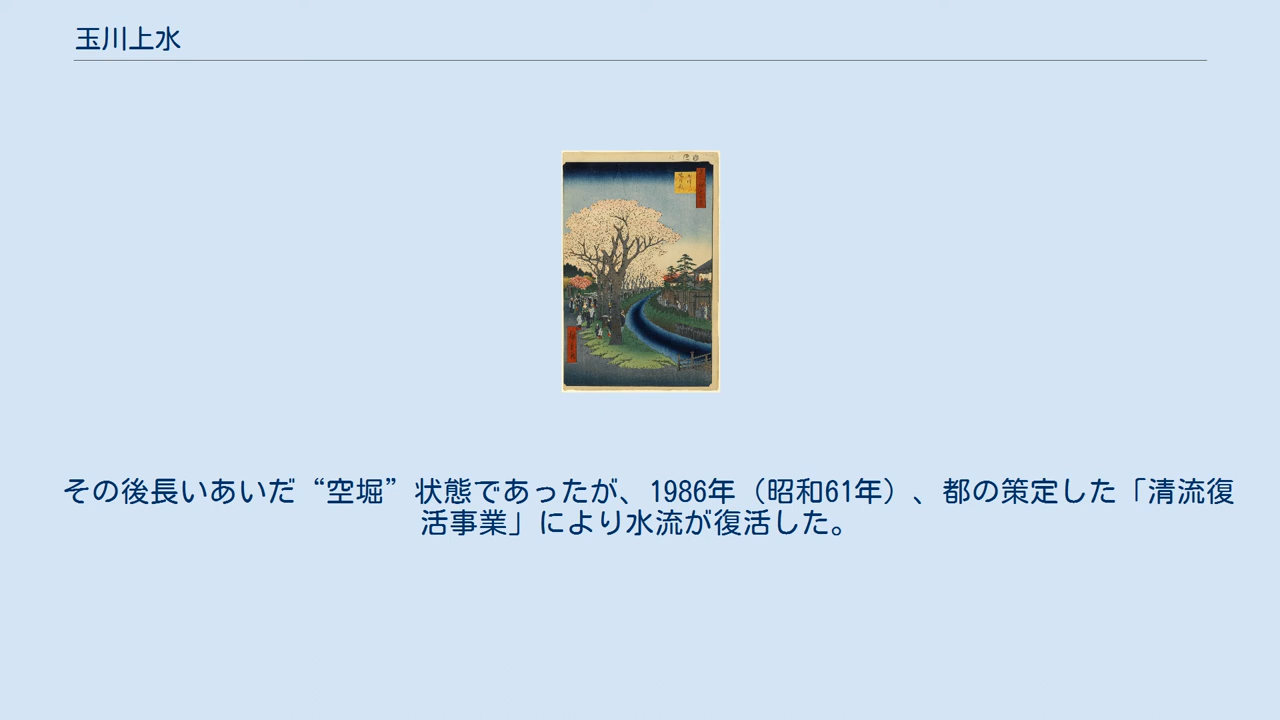 玉川上水
その後長いあいだ“空堀”状態であったが、1986年（昭和61年）、都の策定した「清流復
活事業」により水流が復活した。